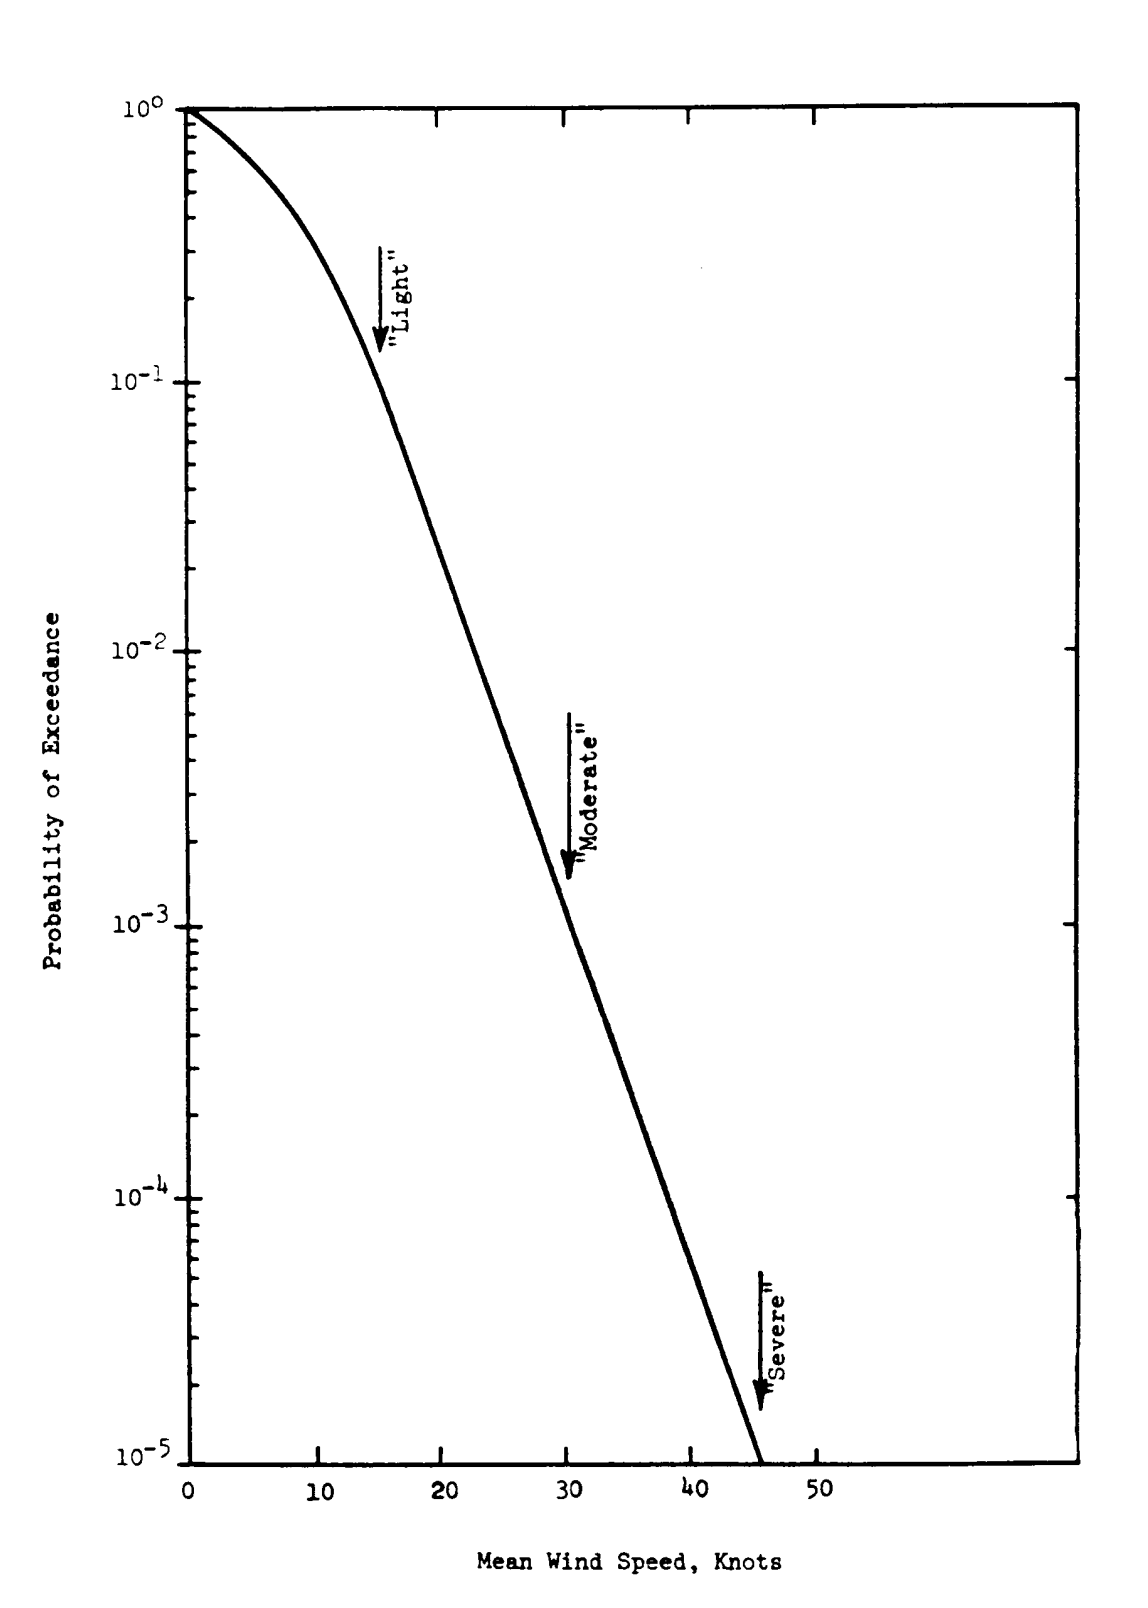 10⁰
"Light"
10⁻¹
10⁻²
Probability of Exceedance
"Moderate"
10⁻³
10⁻⁴
"Severe"
10⁻⁵
0 10 20 30 40 50
Mean Wind Speed, Knots